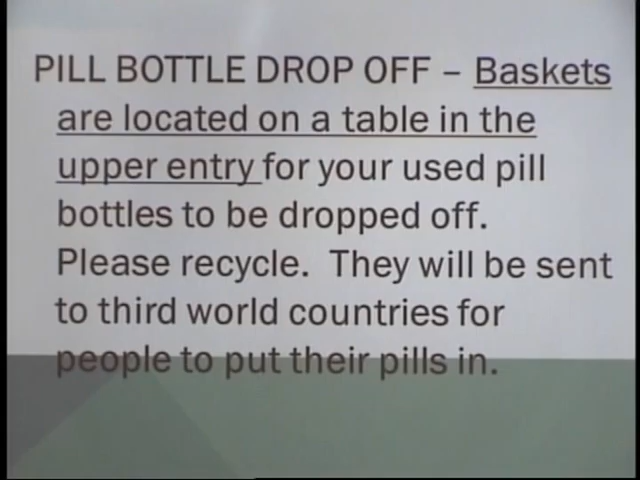 PILL BOTTLE DROP OFF – Baskets
are located on a table in the
upper entry for your used pill
bottles to be dropped off.
Please recycle.  They will be sent
to third world countries for
people to put their pills in.